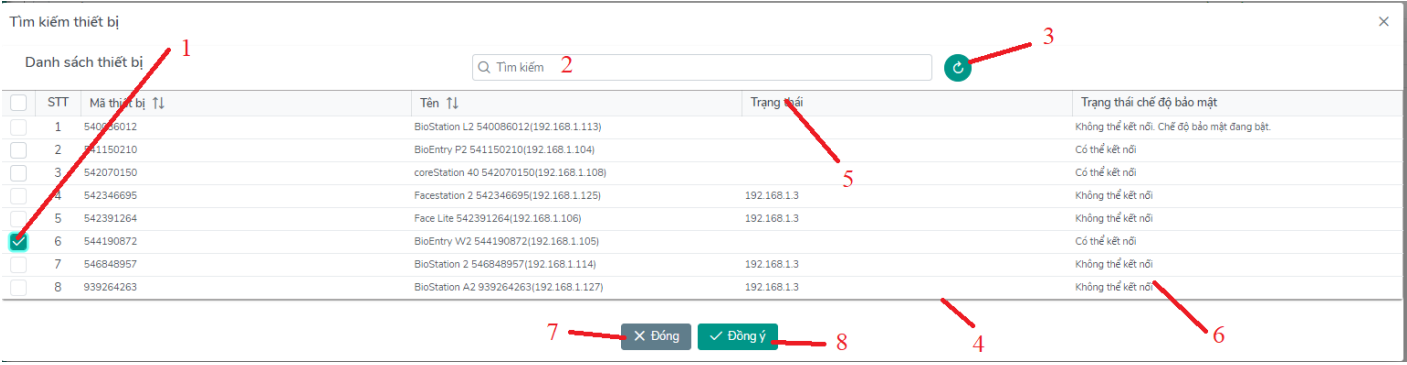 Tìm kiếm thiết bị
1
3
Danh sách thiết bị
Tìm kiếm 2
STT Mã thiết bị Tên Trạng thái Trạng thái chế độ bảo mật
1 540086012 BioStation L2 540086012(192.168.1.113) Không thể kết nối. Chế độ bảo mật đang bật.
2 541150210 BioEntry P2 541150210(192.168.1.104) Có thể kết nối
3 542070150 coreStation 40 542070150(192.168.1.108) Có thể kết nối
5
4 542346695 Facestation 2 542346695(192.168.1.125) 192.168.1.3 Không thể kết nối
5 542391264 Face Lite 542391264(192.168.1.106) 192.168.1.3 Không thể kết nối
6 544190872 BioEntry W2 544190872(192.168.1.105) Có thể kết nối
7 546848957 BioStation 2 546848957(192.168.1.114) 192.168.1.3 Không thể kết nối
8 939264263 BioStation A2 939264263(192.168.1.127) 192.168.1.3 Không thể kết nối
7 Đóng Đồng ý 8 4 6